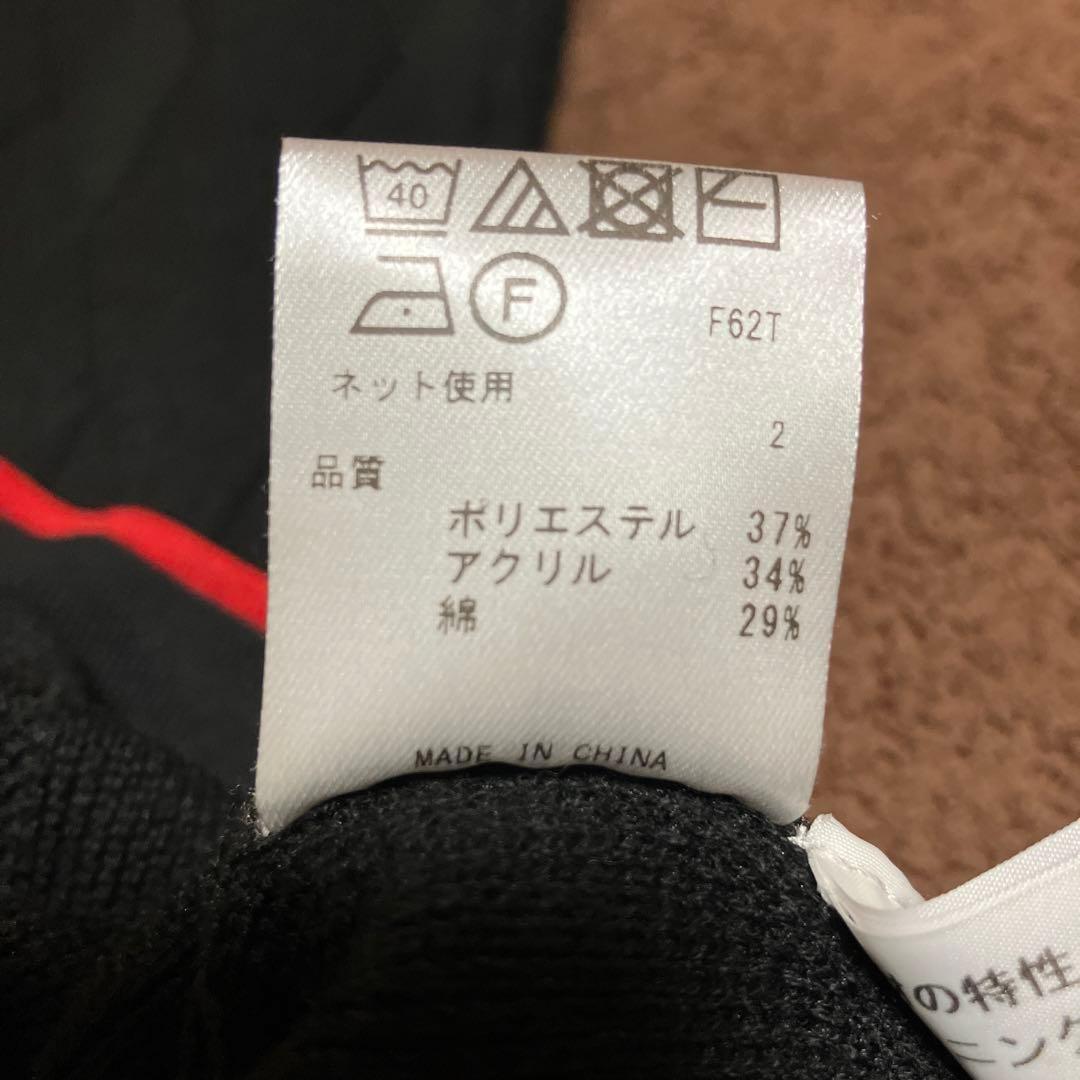 40
F
F62T
ネット使用
2
品質
ポリエステル 37%
アクリル 34%
綿 29%
MADE IN CHINA
の特性
ニング